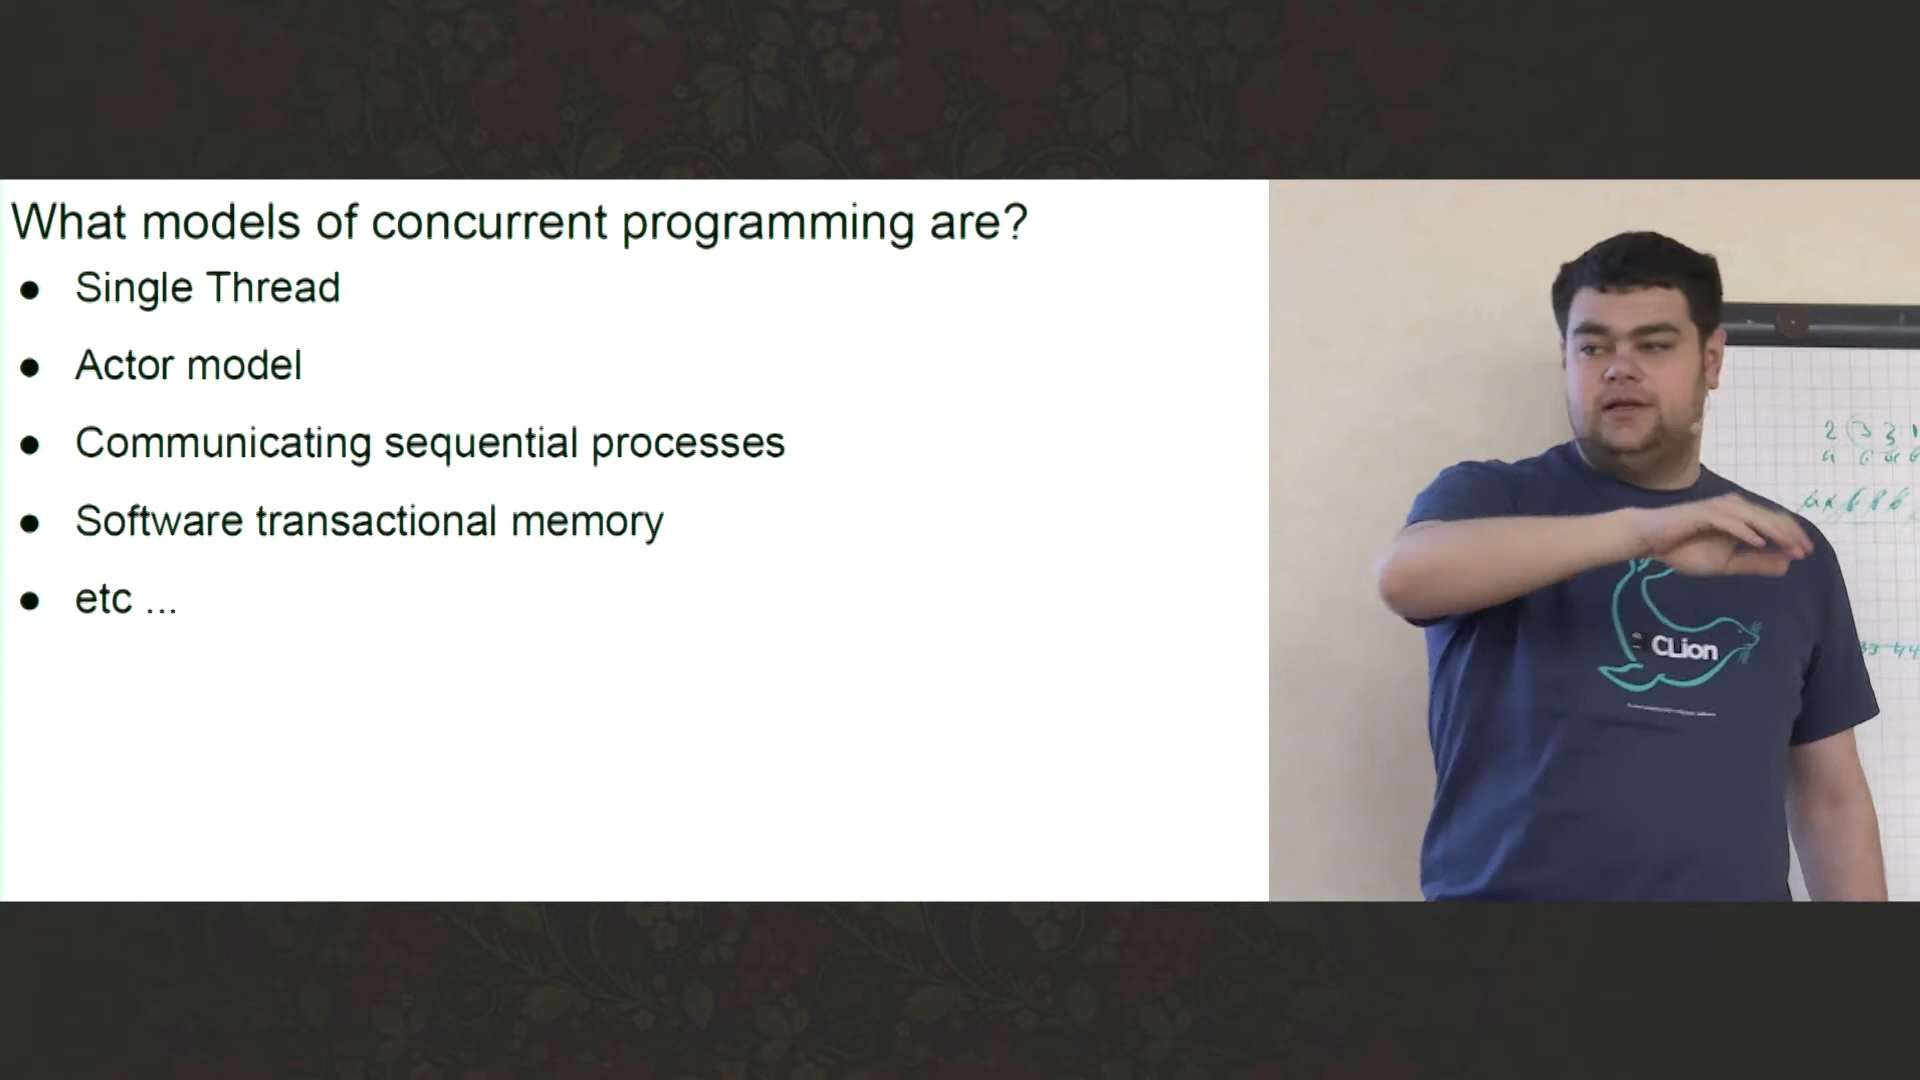 What models of concurrent programming are?
● Single Thread
● Actor model
● Communicating sequential processes
● Software transactional memory
● etc ...
CLion